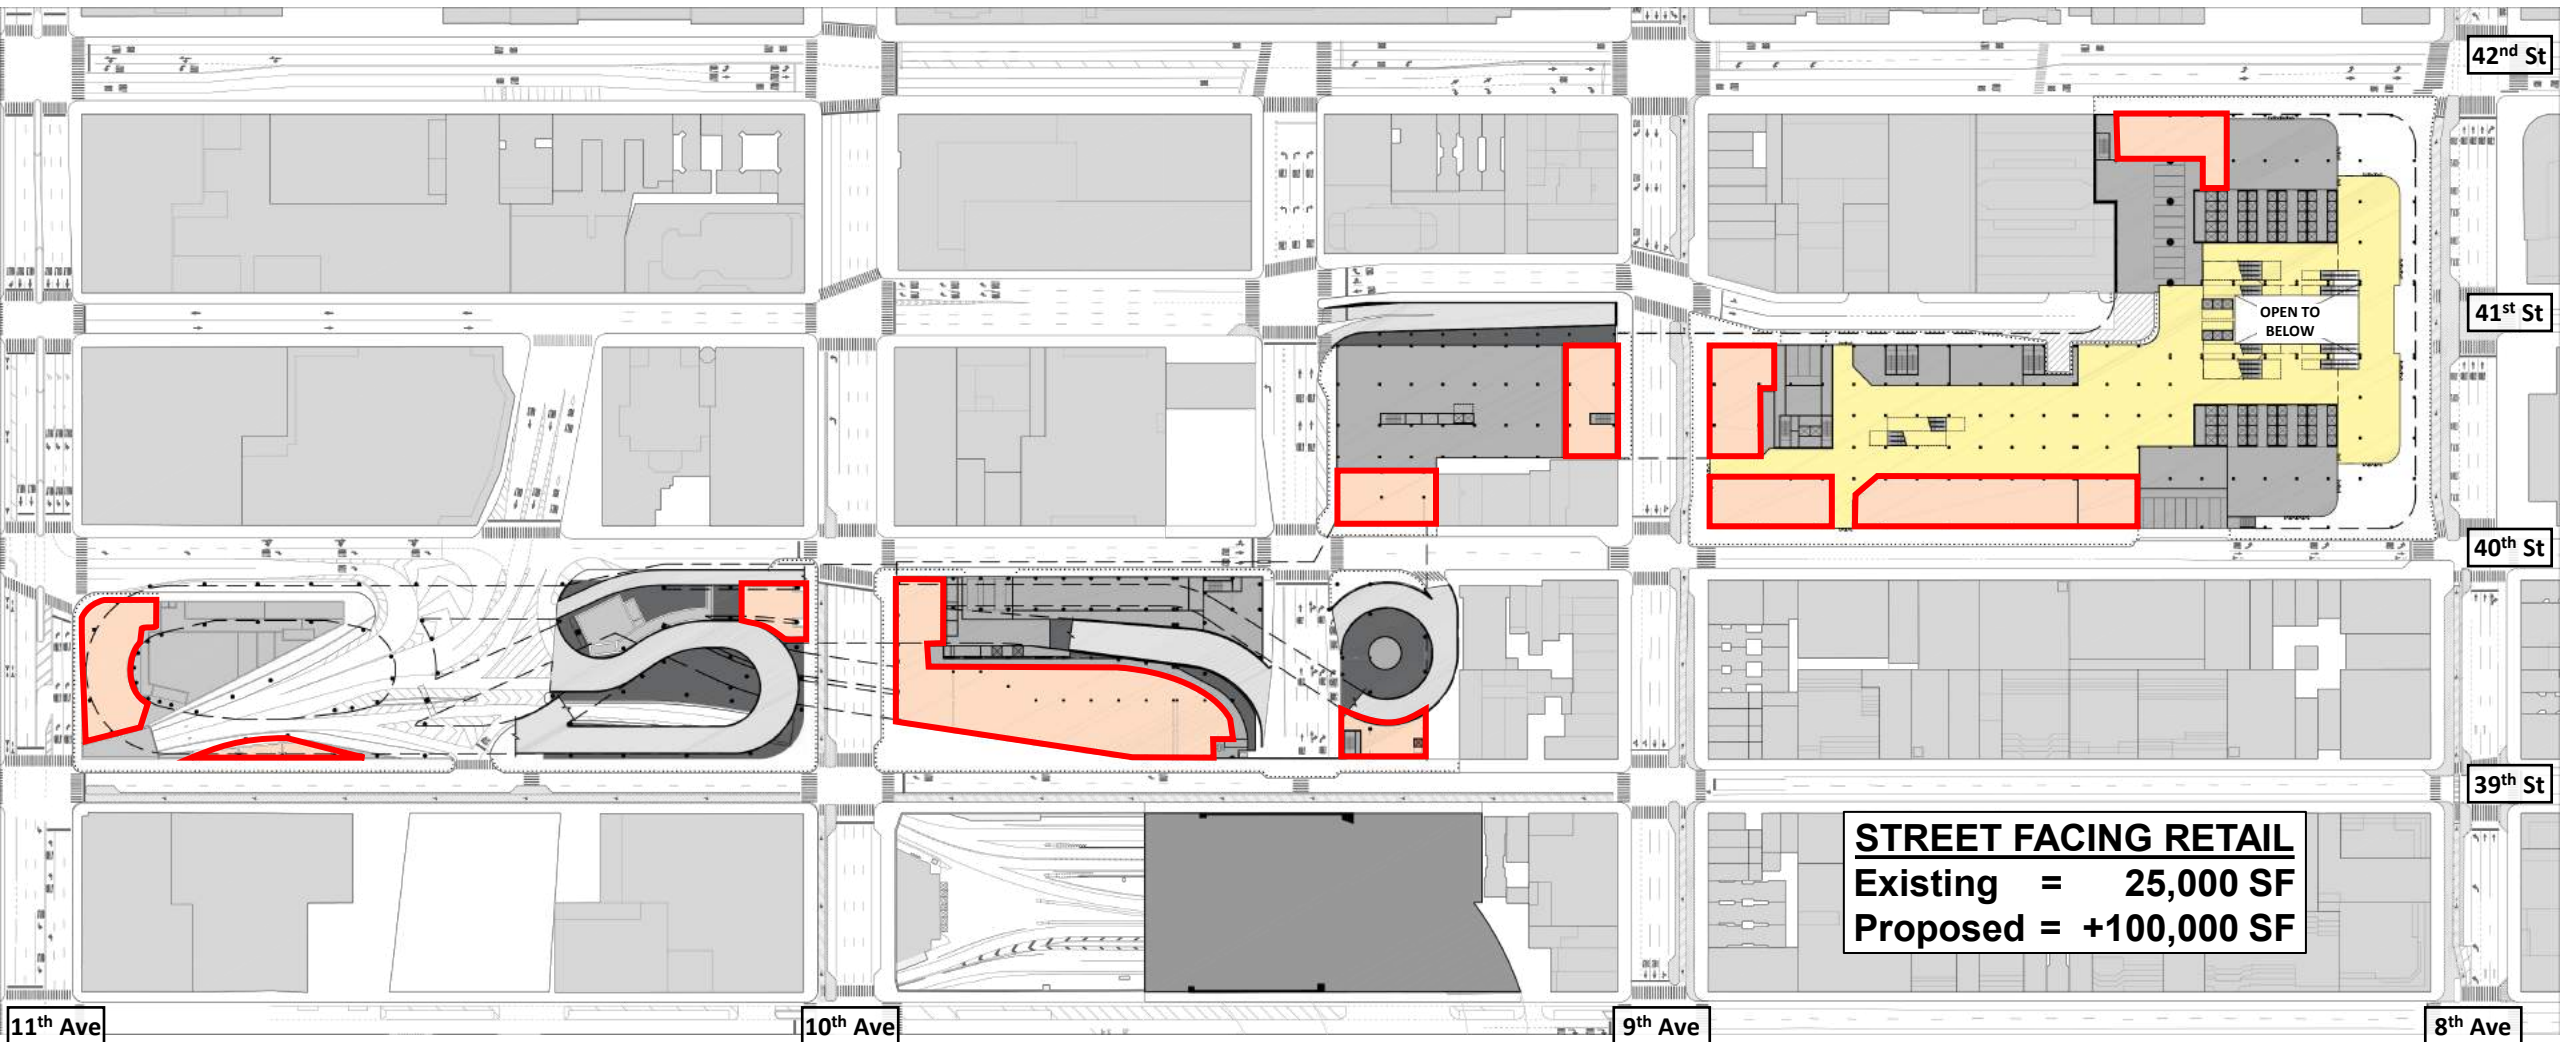 42nd St
41st St
OPEN TO
BELOW
40th St
39th St
STREET FACING RETAIL
Existing = 25,000 SF
Proposed = +100,000 SF
11th Ave
10th Ave
9th Ave
8th Ave